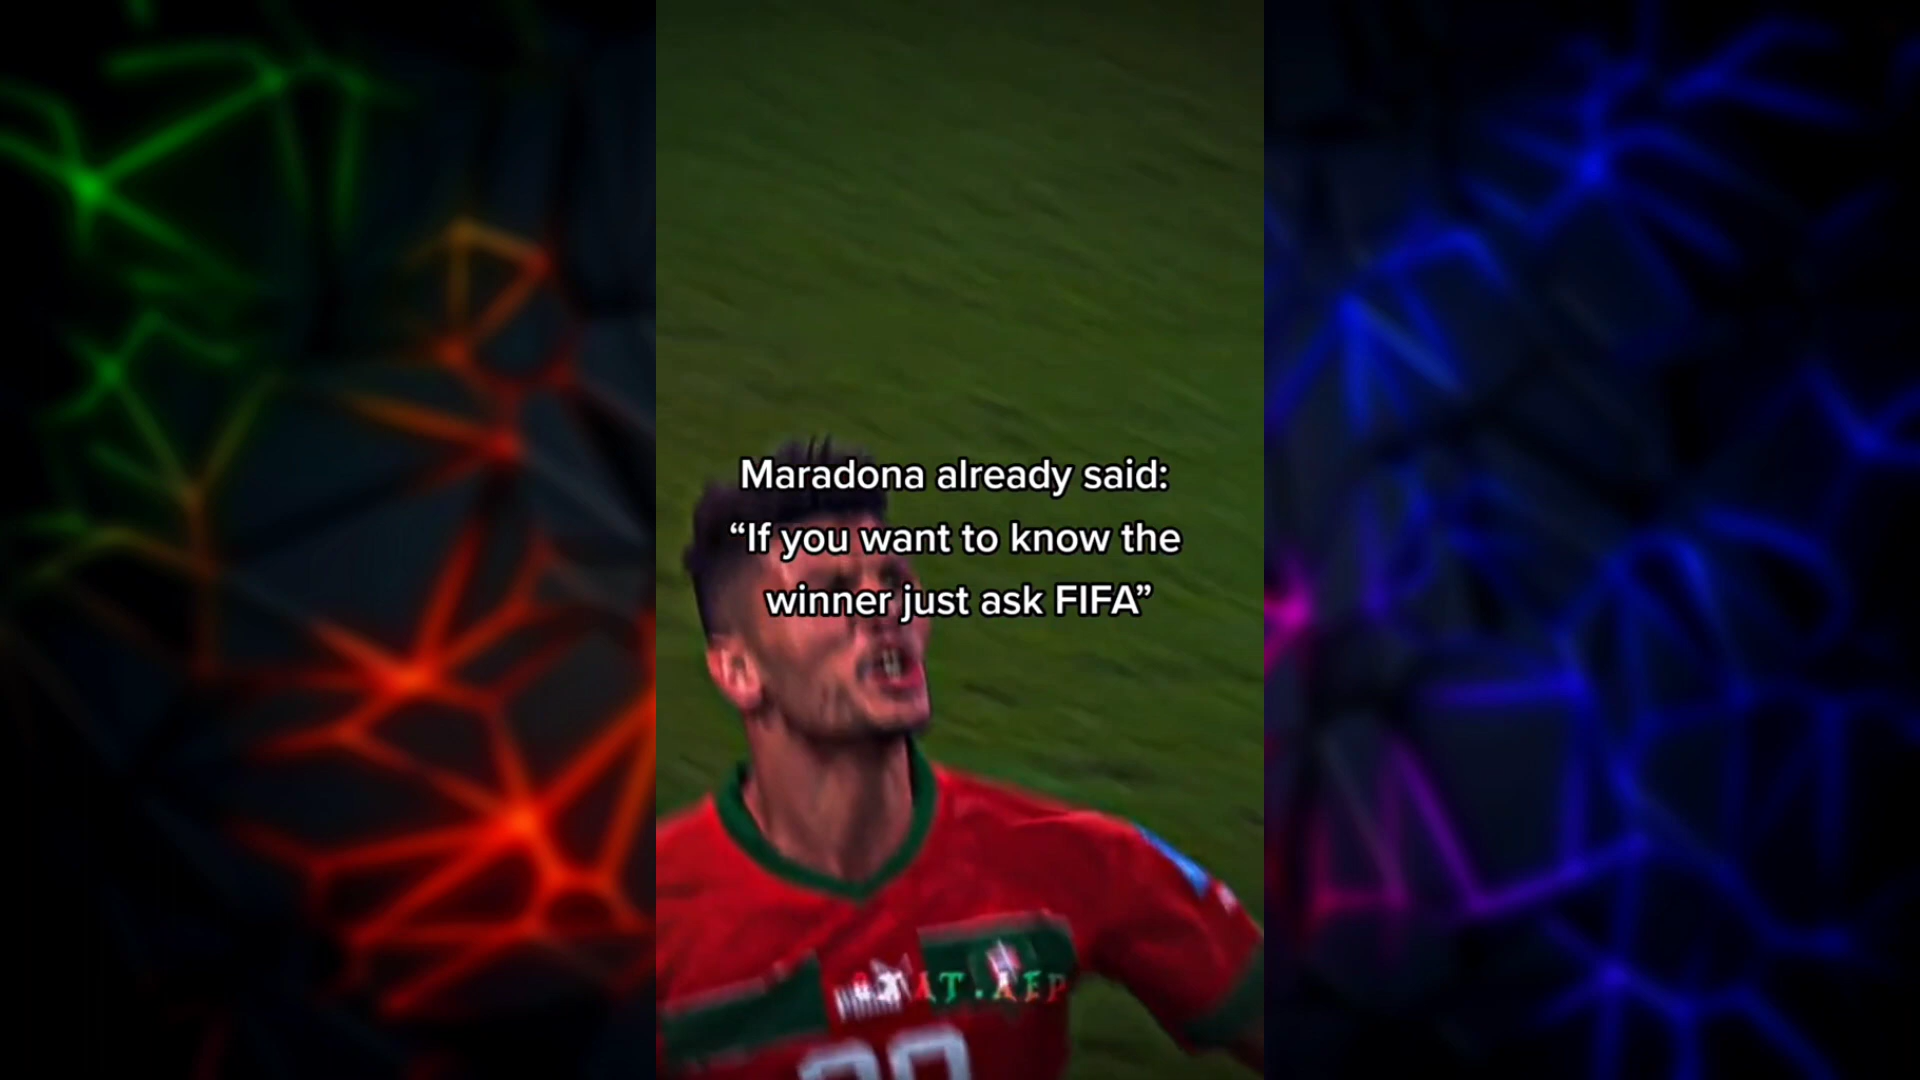 Maradona already said:
“If you want to know the
winner just ask FIFA”